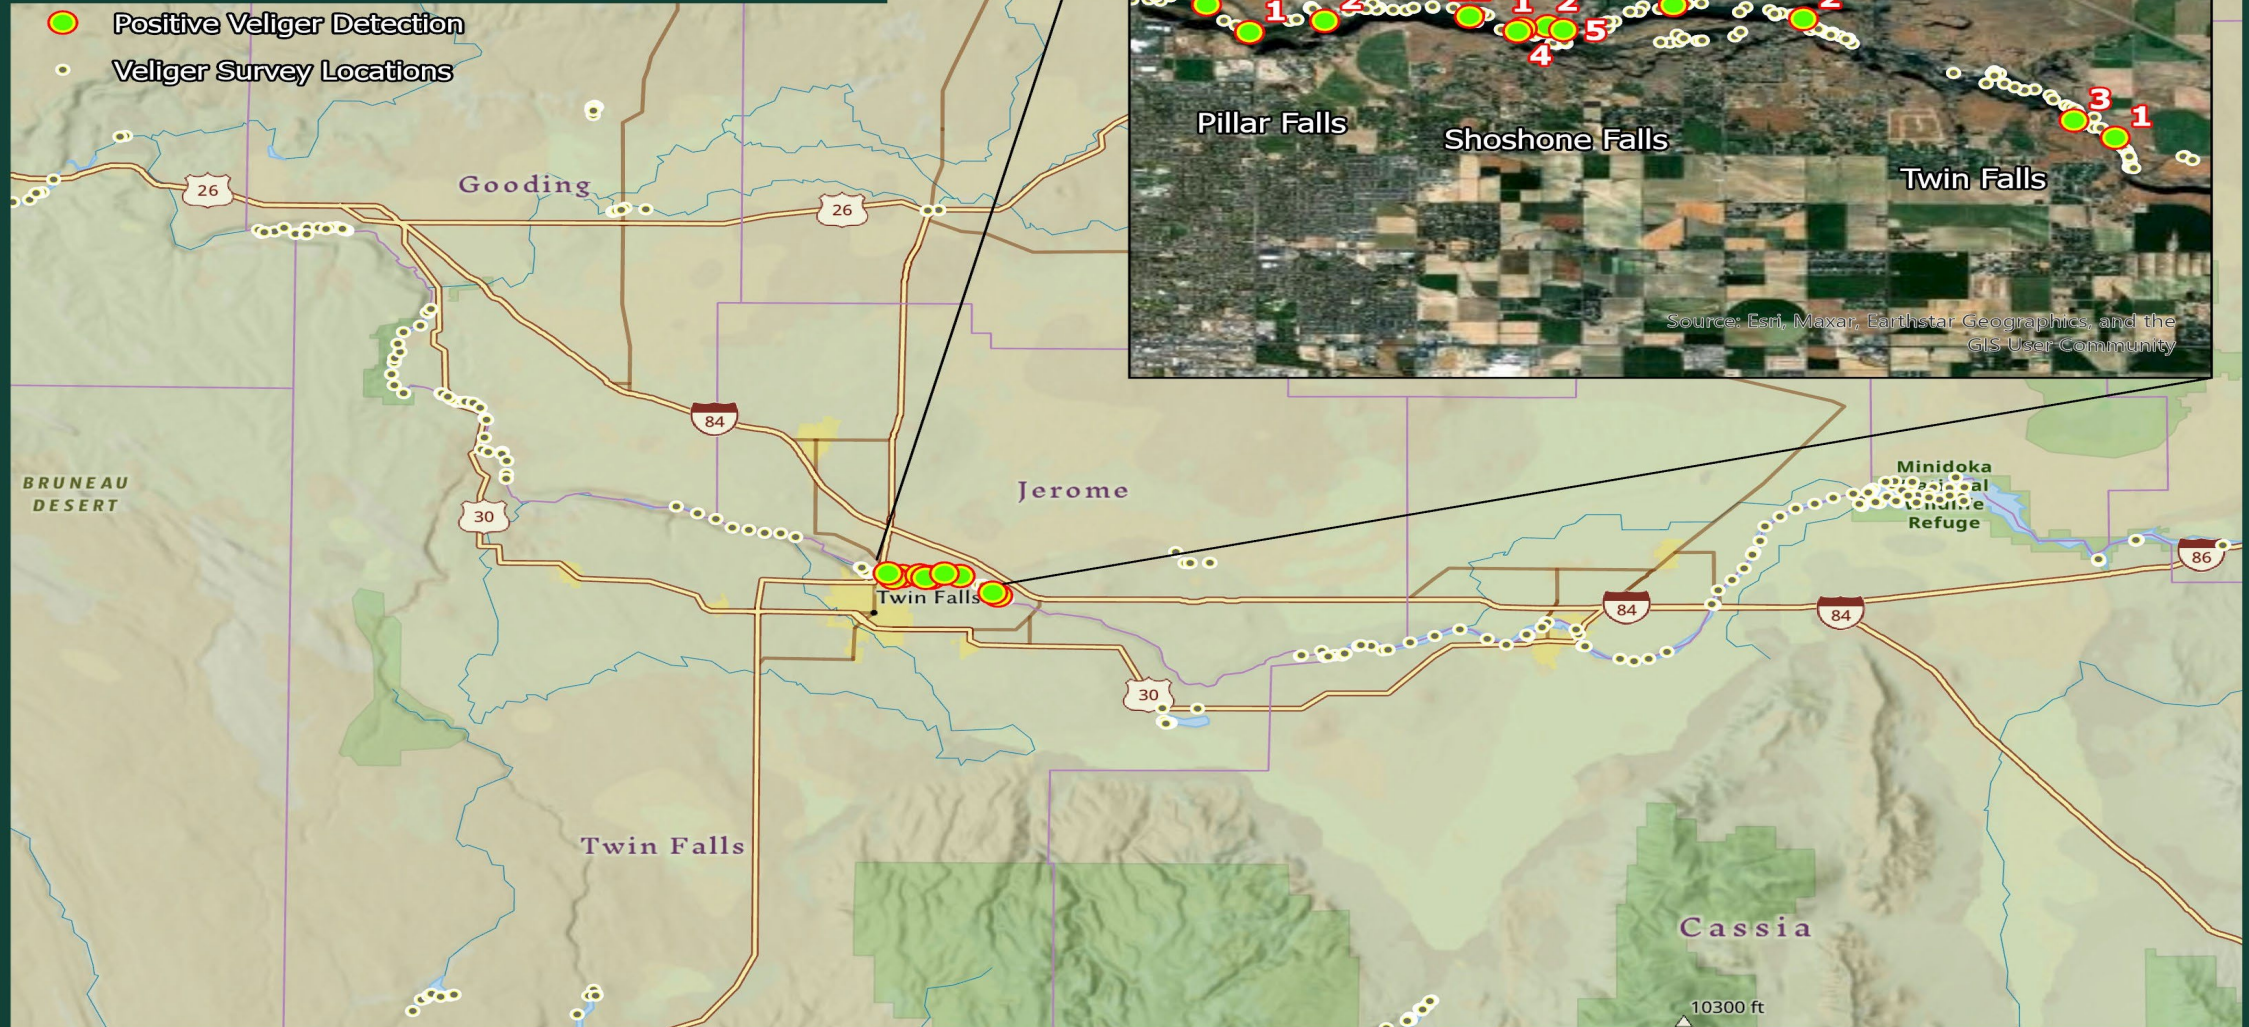 Positive Veliger Detection
Veliger Survey Locations
1
2
1
2
5
4
2
3
1
Pillar Falls
Shoshone Falls
Twin Falls
Source: Esri, Maxar, Earthstar Geographics, and the
GIS User Community
26
Gooding
26
84
BRUNEAU
DESERT
30
Jerome
Minidoka
Wildlife
Refuge
86
Twin Falls
84
84
30
Twin Falls
Cassia
10300 ft